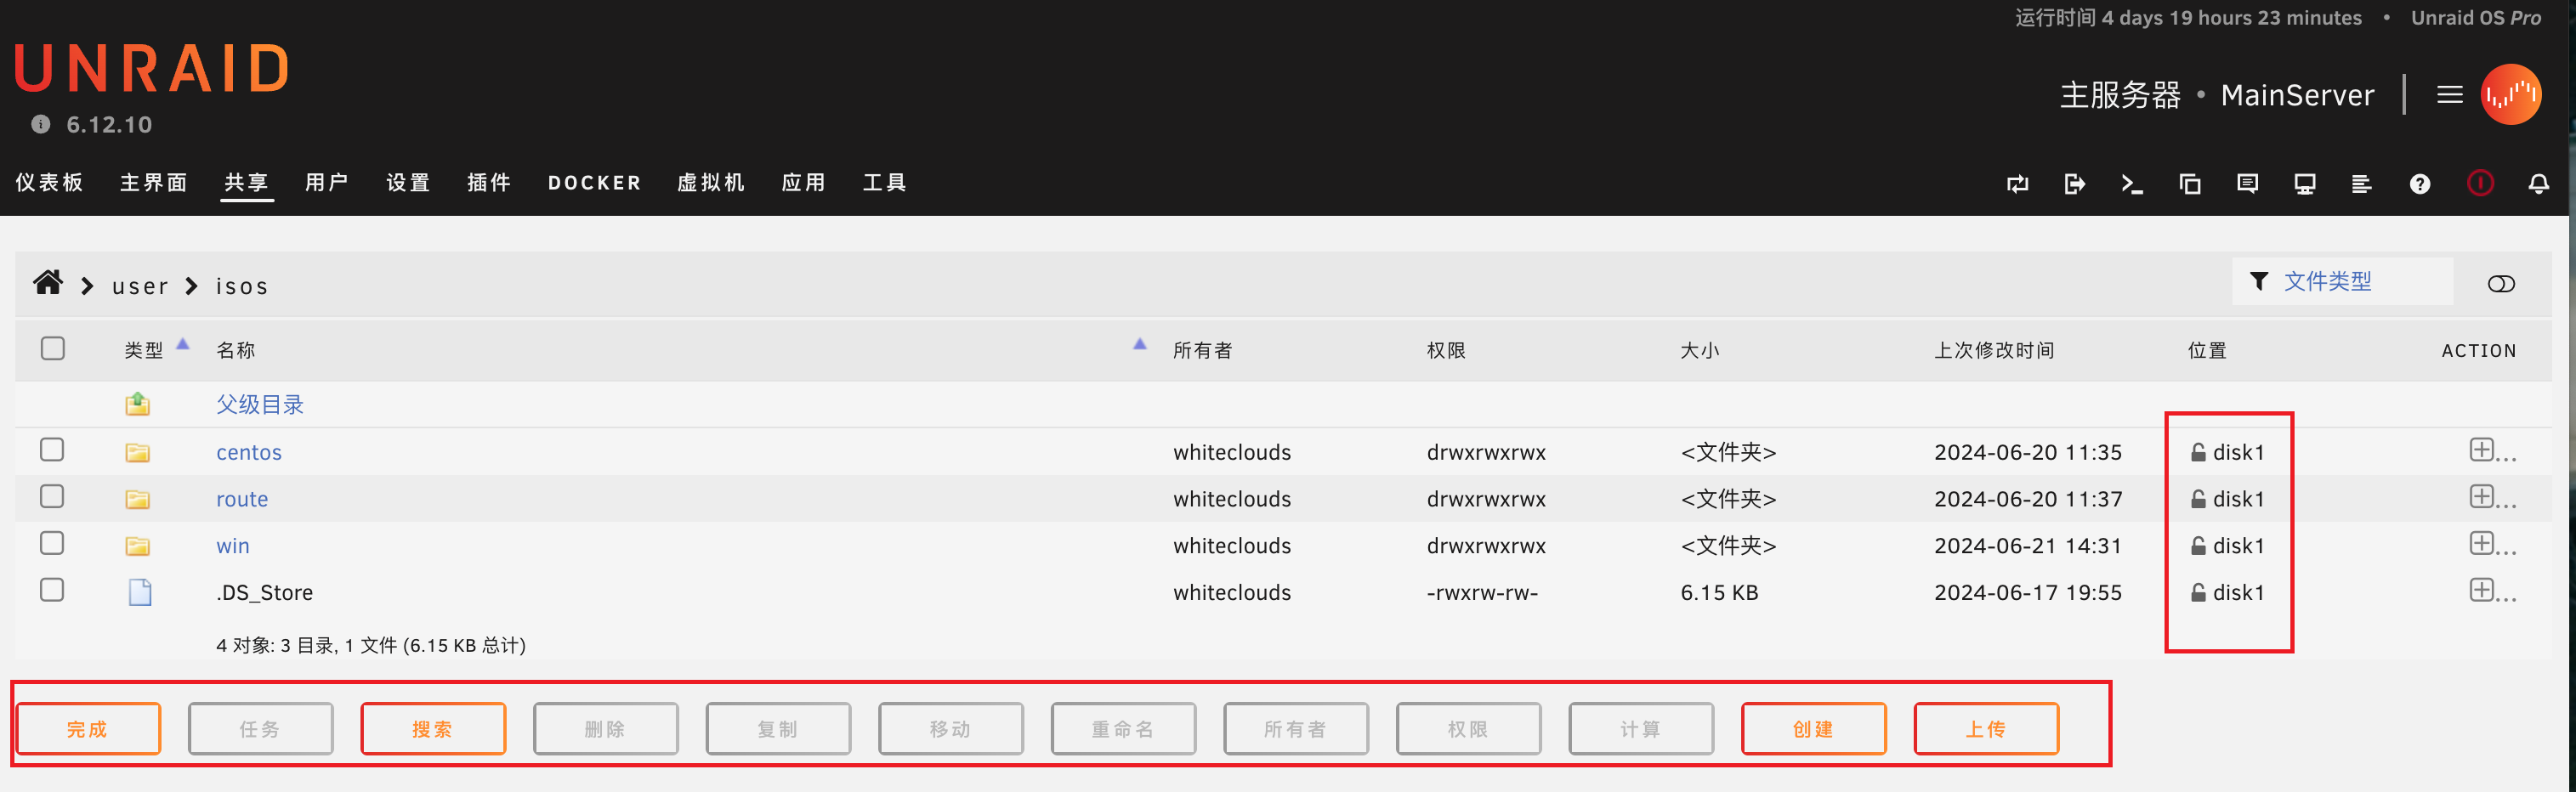 运行时间 4 days 19 hours 23 minutes • Unraid OS Pro
UNRAID
6.12.10
主服务器 • MainServer
仪表板 主界面 共享 用户 设置 插件 DOCKER 虚拟机 应用 工具
user isos
文件类型
类型 名称 所有者 权限 大小 上次修改时间 位置 ACTION
父级目录
centos whiteclouds drwxrwxrwx <文件夹> 2024-06-20 11:35 disk1 ...
route whiteclouds drwxrwxrwx <文件夹> 2024-06-20 11:37 disk1 ...
win whiteclouds drwxrwxrwx <文件夹> 2024-06-21 14:31 disk1 ...
.DS_Store whiteclouds -rwxrw-rw- 6.15 KB 2024-06-17 19:55 disk1 ...
4 对象: 3 目录, 1 文件 (6.15 KB 总计)
完成 任务 搜索 删除 复制 移动 重命名 所有者 权限 计算 创建 上传